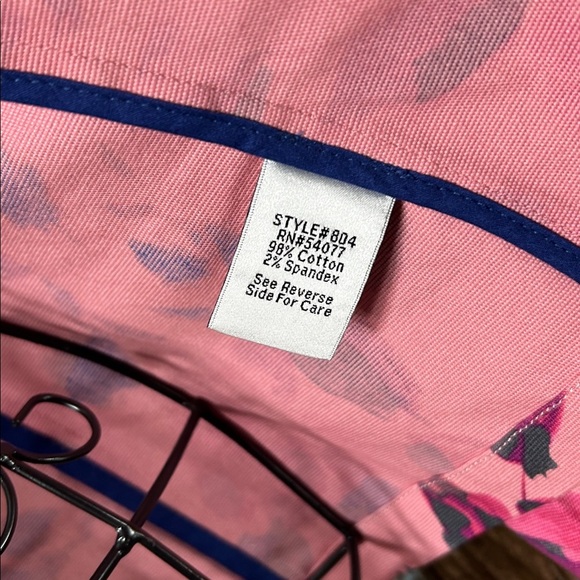 STYLE#804
RN#54077
98% Cotton
2% Spandex
See Reverse
Side For Care